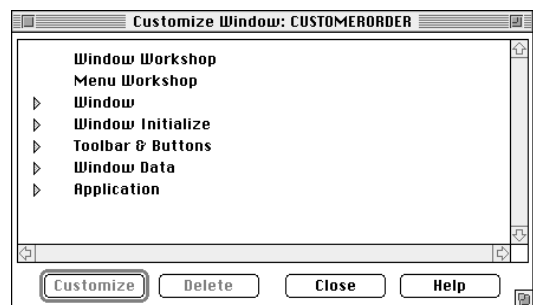 Customize Window: CUSTOMERORDER
Window Workshop
Menu Workshop
Window
Window Initialize
Toolbar & Buttons
Window Data
Application
Customize Delete Close Help